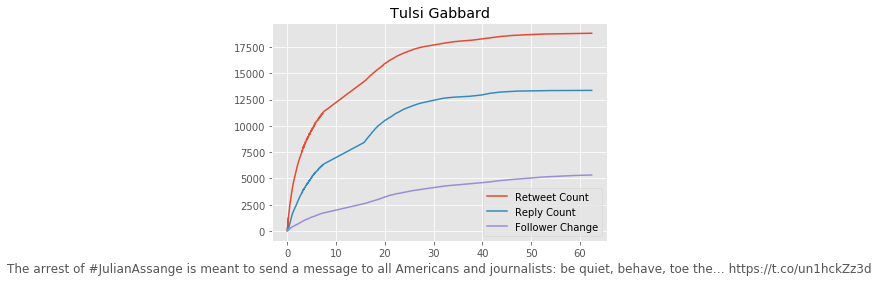 Tulsi Gabbard
17500
15000
12500
10000
7500
5000
2500
0
Retweet Count
Reply Count
Follower Change
0 10 20 30 40 50 60
The arrest of #JulianAssange is meant to send a message to all Americans and journalists: be quiet, behave, toe the… https://t.co/un1hckZz3d